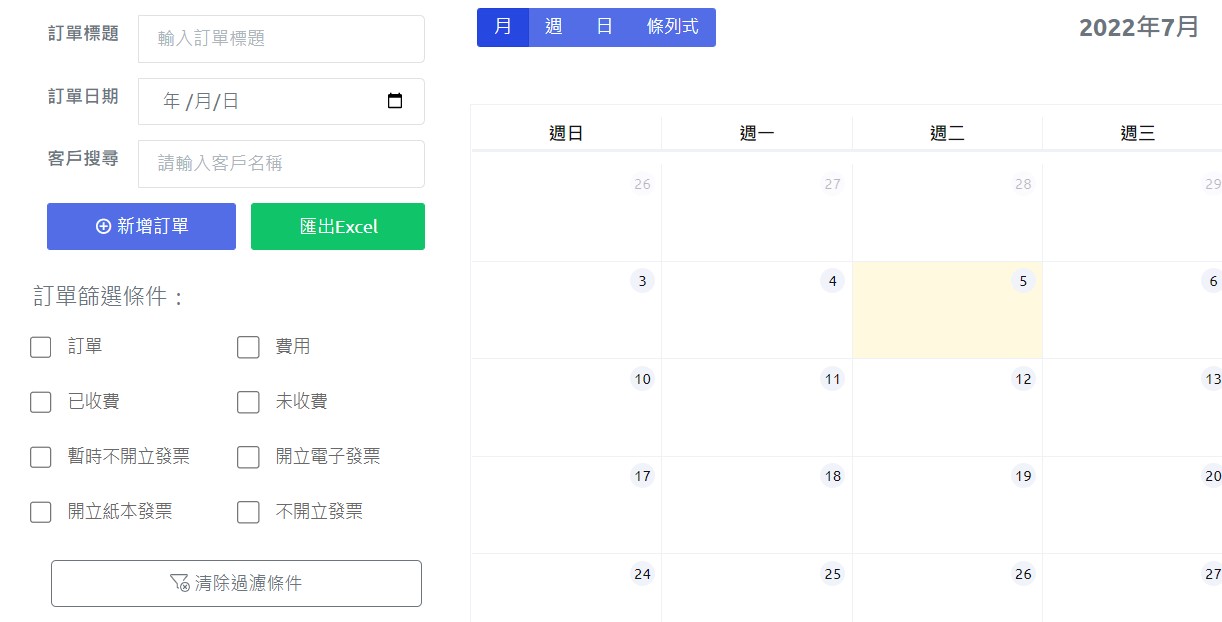 訂單標題
輸入訂單標題
訂單日期
年 /月/日
客戶搜尋
請輸入客戶名稱
新增訂單
匯出Excel
訂單篩選條件：
訂單
費用
已收費
未收費
暫時不開立發票
開立電子發票
開立紙本發票
不開立發票
清除過濾條件
月 週 日 條列式
2022年7月
週日 週一 週二 週三
26 27 28 29
3 4 5 6
10 11 12 13
17 18 19 20
24 25 26 27